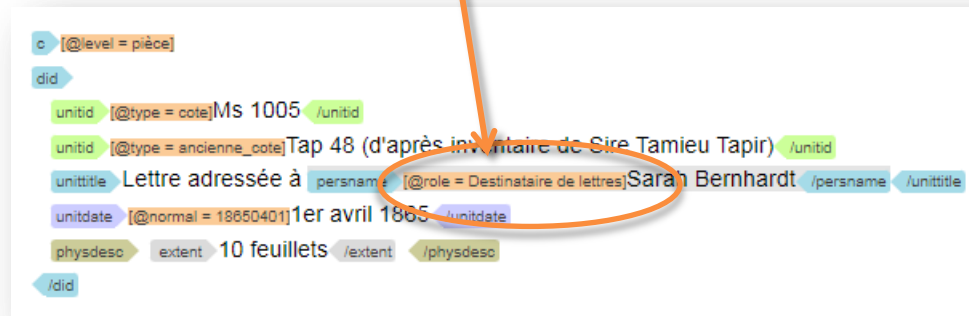 c [@level = pièce]
did
unitid [@type = cote]Ms 1005 /unitid
unitid [@type = ancienne_cote]Tap 48 (d'après inventaire de Sire Tamieu Tapir) /unitid
unittitle Lettre adressée à persname [@role = Destinataire de lettres]Sarah Bernhardt /persname /unittitle
unitdate [@normal = 18650401]1er avril 1865 /unitdate
physdesc extent 10 feuillets /extent /physdesc
/did